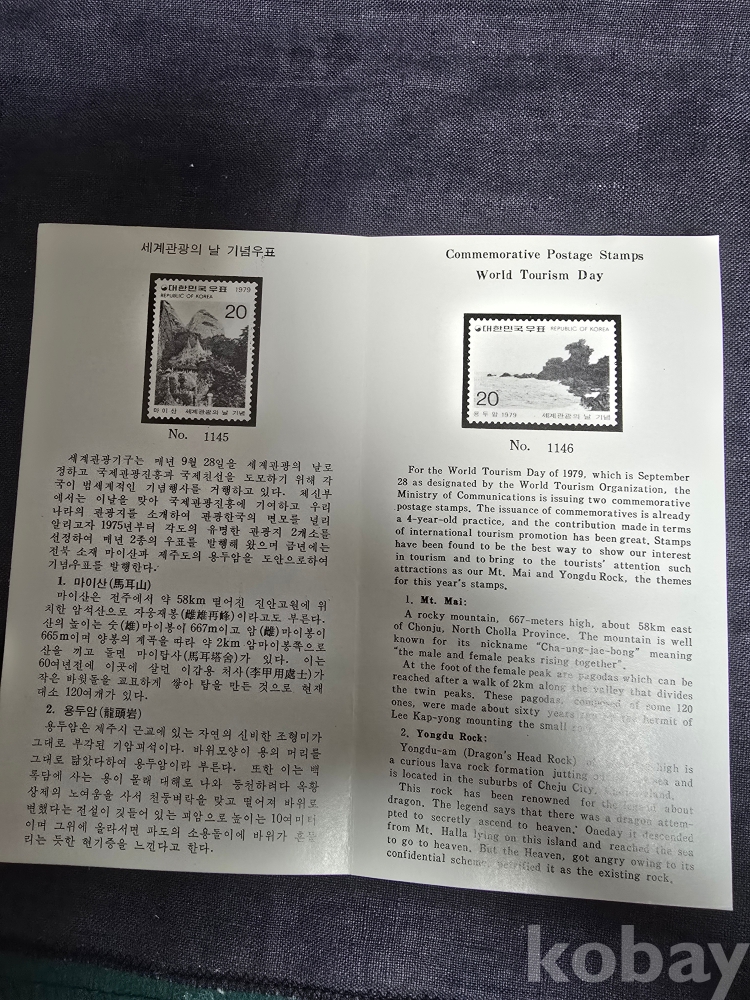 세계관광의 날 기념우표
대한민국우표 1979
REPUBLIC OF KOREA
20
마이산 세계관광의 날 기념
No. 1145
세계관광기구는 매년 9월 28일을 세계관광의 날로
정하고 국제관광진흥과 국제친선을 도모하기 위해 각
국이 범세계적인 기념행사를 거행하고 있다. 체신부
에서는 이날을 맞아 국제관광진흥에 기여하고 우리
나라의 관광지를 소개하여 관광한국의 변모를 널리
알리고자 1975년부터 각도의 유명한 관광지 2개소를
선정하여 매년 2종의 우표를 발행해 왔으며 금년에는
전북 소재 마이산과 제주도의 용두암을 도안으로하여
기념우표를 발행한다.
1. 마이산(馬耳山)
마이산은 전주에서 약 58km 떨어진 진안고원에 위
치한 암석산으로 자웅재봉(雌雄再峰)이라고도 부른다.
산의 높이는 숫(雄)마이봉이 667m이고 암(雌)마이봉이
665m이며 양봉의 계곡을 따라 약 2km 암마이봉쪽으로
산을 끼고 돌면 마이탑사(馬耳塔舍)가 있다. 이는
60여년전에 이곳에 살던 이갑용 처사(李甲用處士)가
작은 바윗돌을 교묘하게 쌓아 탑을 만든 것으로 현재
대소 120여개가 있다.
2. 용두암(龍頭岩)
용두암은 제주시 근교에 있는 자연의 신비한 조형미가
그대로 부각된 기암괴석이다. 바위모양이 용의 머리를
그대로 닮았다하여 용두암이라 부른다. 또한 이는 백
록담에 사는 용이 몰래 대해로 나와 등천하려다 옥황
상제의 노여움을 사서 천둥벼락을 맞고 떨어져 바위로
변했다는 전설이 깃들어 있는 괴암으로 높이는 10여미터
이며 그위에 올라서면 파도의 소용돌이에 바위가 흔들
리는 듯한 현기증을 느낀다고 한다.
Commemorative Postage Stamps
World Tourism Day
대한민국우표 REPUBLIC OF KOREA
20
용두암 1979 세계관광의 날 기념
No. 1146
For the World Tourism Day of 1979, which is September
28 as designated by the World Tourism Organization, the
Ministry of Communications is issuing two commemorative
postage stamps. The issuance of commemoratives is already
a 4-year-old practice, and the contribution made in terms
of international tourism promotion has been great. Stamps
have been found to be the best way to show our interest
in tourism and to bring to the tourists' attention such
attractions as our Mt. Mai and Yongdu Rock, the themes
for this year's stamps.
1. Mt. Mai:
A rocky mountain, 667-meters high, about 58km east
of Chonju, North Cholla Province. The mountain is well
known for its nickname "Cha-ung-jae-bong" meaning
"the male and female peaks rising together".
At the foot of the female peak are pagodas which can be
reached after a walk of 2km along the valley that divides
the twin peaks. These pagodas, composed of some 120
ones, were made about sixty years hermit of
Lee Kap-yong mounting the small
2. Yongdu Rock:
Yongdu-am (Dragon's Head Rock) high is
a curious lava rock formation jutting sea and
is located in the suburbs of Cheju City,
This rock has been renowned for the legend about
dragon. The legend says that there was a dragon attem-
pted to secretly ascend to heaven. Oneday it descended
from Mt. Halla lying on this island and reached the sea
to go to heaven. But the Heaven, got angry owing to its
confidential scheme, petrified it as the existing rock.
kobay